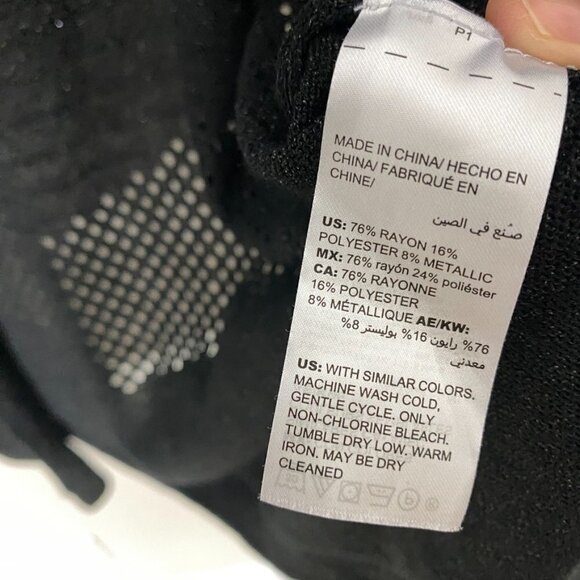 P1
MADE IN CHINA/ HECHO EN
CHINA/ FABRIQUÉ EN
CHINE/
صنع في الصين
US: 76% RAYON 16%
POLYESTER 8% METALLIC
MX: 76% rayón 24% poliéster
CA: 76% RAYONNE
16% POLYESTER
8% MÉTALLIQUE AE/KW:
76% رايون 16% بوليستر 8%
معدني
US: WITH SIMILAR COLORS.
MACHINE WASH COLD,
GENTLE CYCLE. ONLY
NON-CHLORINE BLEACH.
TUMBLE DRY LOW. WARM
IRON. MAY BE DRY
CLEANED